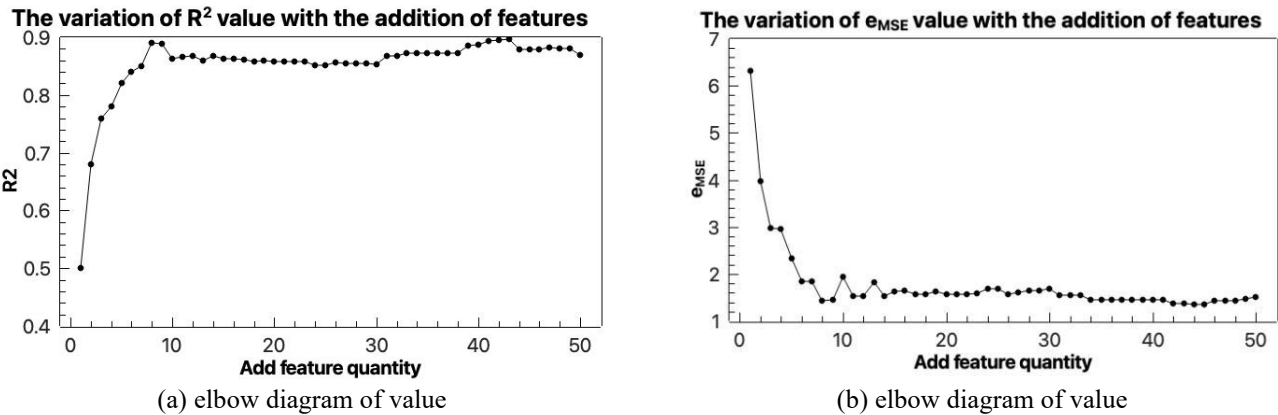 The variation of R² value with the addition of features
0.9
0.8
0.7
0.6
0.5
0.4
R2
0 10 20 30 40 50
Add feature quantity
(a) elbow diagram of value
The variation of eMSE value with the addition of features
7
6
5
4
3
2
1
eMSE
0 10 20 30 40 50
Add feature quantity
(b) elbow diagram of value